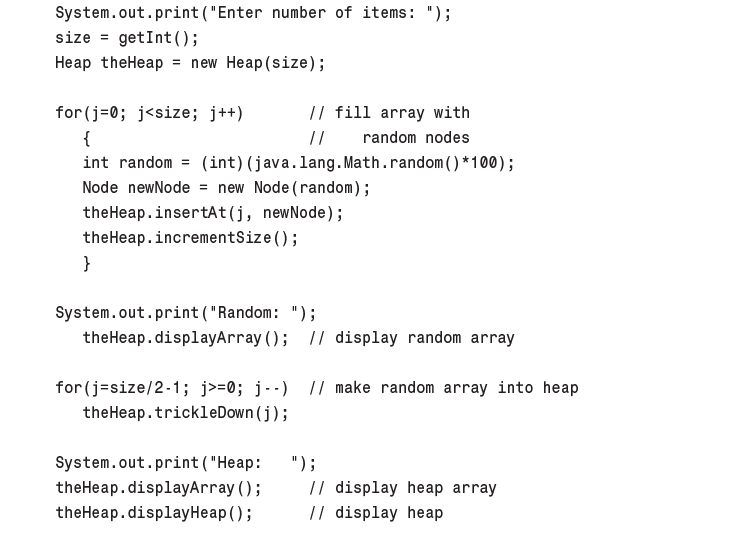 System.out.print("Enter number of items: ");
size = getInt();
Heap theHeap = new Heap(size);

for(j=0; j<size; j++)       // fill array with
   {                        //    random nodes
   int random = (int)(java.lang.Math.random()*100);
   Node newNode = new Node(random);
   theHeap.insertAt(j, newNode);
   theHeap.incrementSize();
   }

System.out.print("Random: ");
   theHeap.displayArray();  // display random array

for(j=size/2-1; j>=0; j--)  // make random array into heap
   theHeap.trickleDown(j);

System.out.print("Heap:   ");
theHeap.displayArray();     // display heap array
theHeap.displayHeap();      // display heap